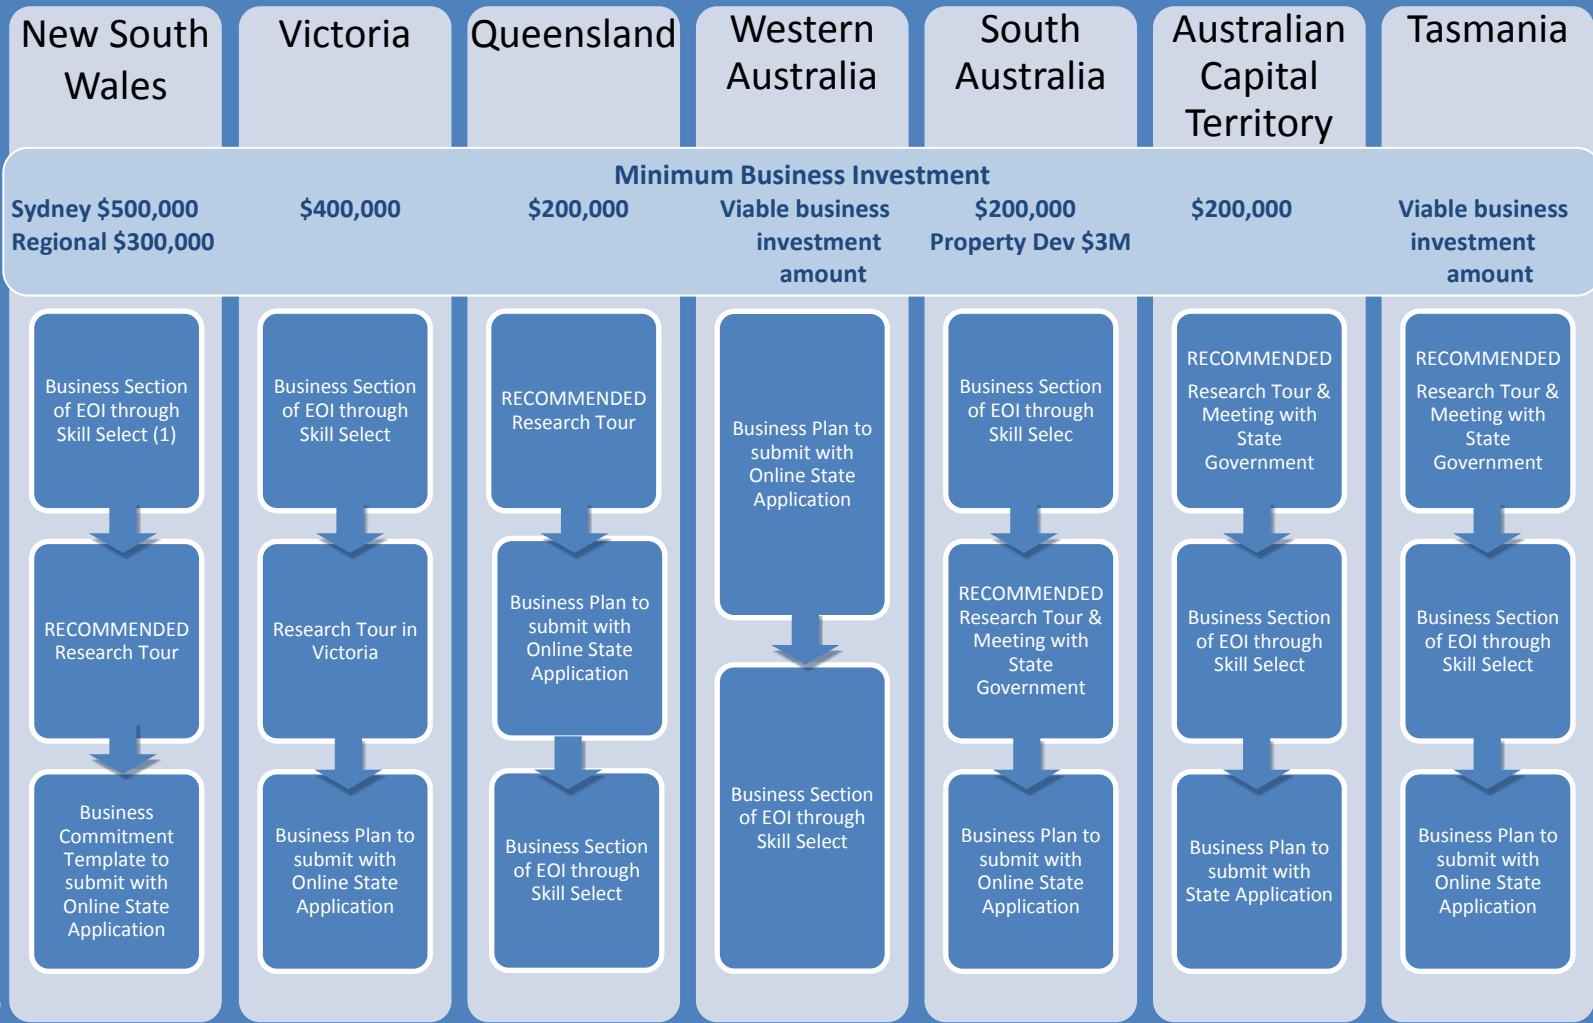 New South
Wales
Victoria
Queensland
Western
Australia
South
Australia
Australian
Capital
Territory
Tasmania
Minimum Business Investment
Sydney $500,000
Regional $300,000
$400,000
$200,000
Viable business
investment
amount
$200,000
Property Dev $3M
$200,000
Viable business
investment
amount
Business Section
of EOI through
Skill Select (1)
RECOMMENDED
Research Tour
Business
Commitment
Template to
submit with
Online State
Application
Business Section
of EOI through
Skill Select
Research Tour in
Victoria
Business Plan to
submit with
Online State
Application
RECOMMENDED
Research Tour
Business Plan to
submit with
Online State
Application
Business Section
of EOI through
Skill Select
Business Plan to
submit with
Online State
Application
Business Section
of EOI through
Skill Select
Business Section
of EOI through
Skill Selec
RECOMMENDED
Research Tour &
Meeting with
State
Government
Business Plan to
submit with
Online State
Application
RECOMMENDED
Research Tour &
Meeting with
State
Government
Business Section
of EOI through
Skill Select
Business Plan to
submit with
State Application
RECOMMENDED
Research Tour &
Meeting with
State
Government
Business Section
of EOI through
Skill Select
Business Plan to
submit with
Online State
Application